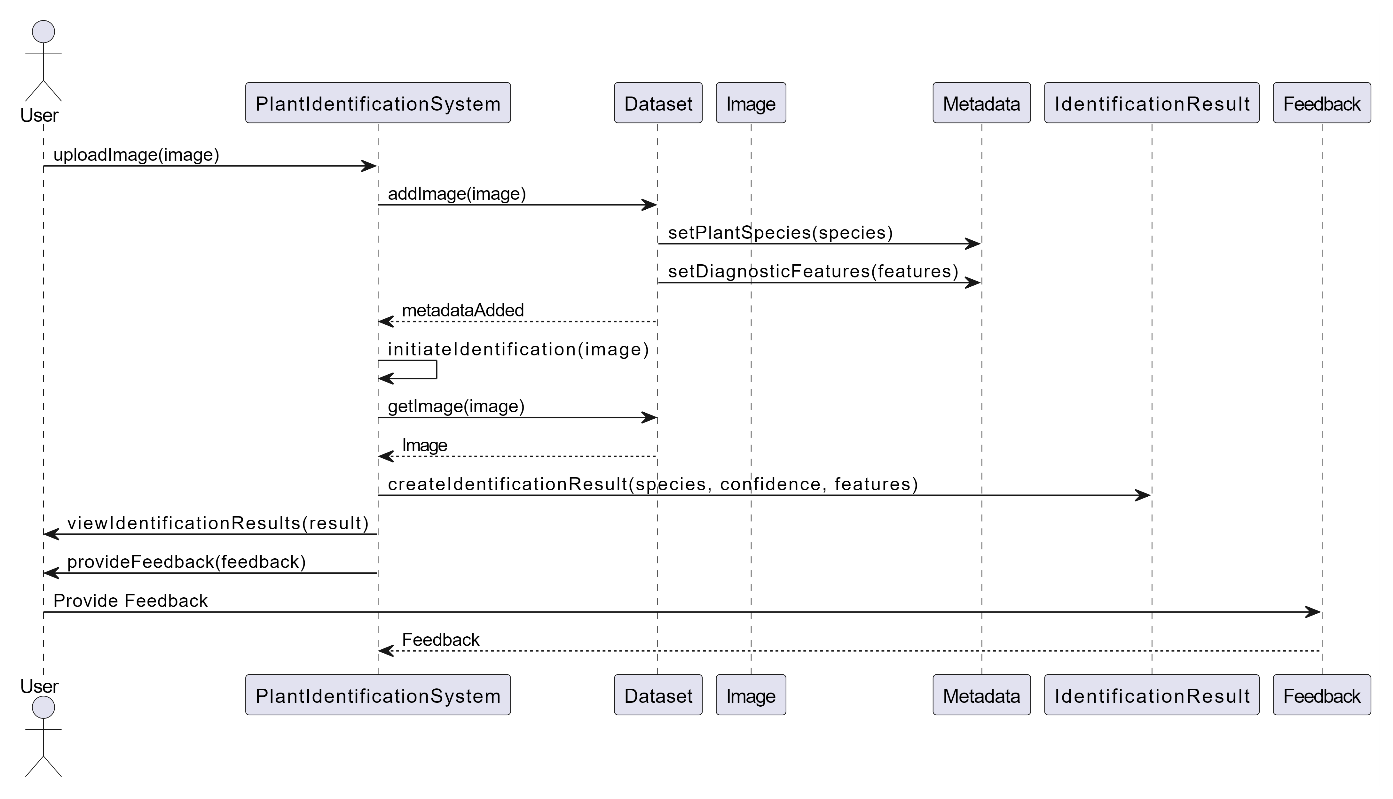 User
PlantIdentificationSystem
Dataset
Image
Metadata
IdentificationResult
Feedback
uploadImage(image)
addImage(image)
setPlantSpecies(species)
setDiagnosticFeatures(features)
metadataAdded
initiateIdentification(image)
getImage(image)
Image
createIdentificationResult(species, confidence, features)
viewIdentificationResults(result)
provideFeedback(feedback)
Provide Feedback
Feedback
User
PlantIdentificationSystem
Dataset
Image
Metadata
IdentificationResult
Feedback